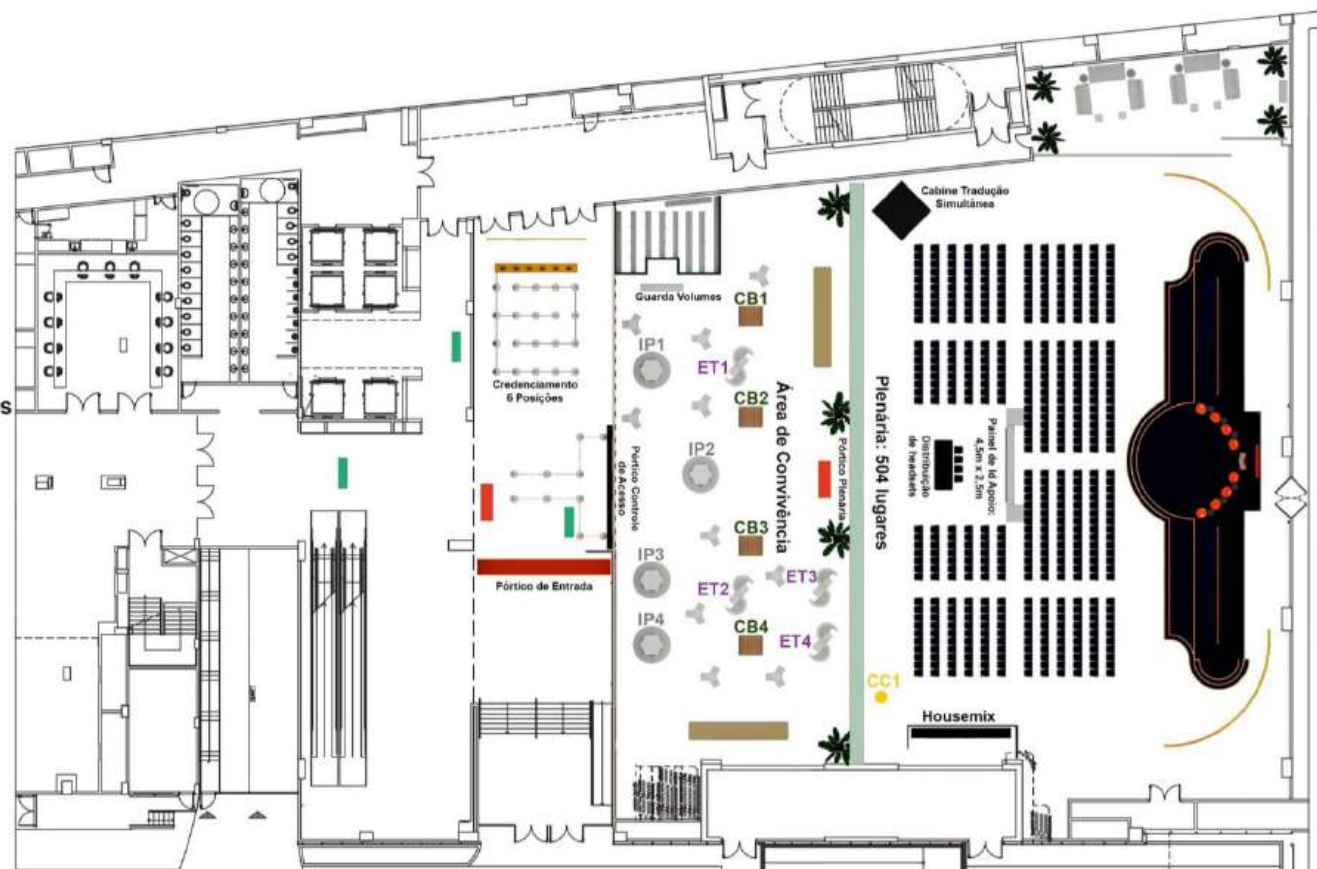 Cabine Tradução
Simultânea
Guarda Volumes
CB1
IP1
ET1
Credenciamento
6 Posições
CB2
S
IP2
Área de Convivência
Pórtico Controle
de Acesso
Pórtico Plenária
Plenária: 504 lugares
Distribuição
de headsets
Painel de Id Apoio:
4,5m x 2,5m
CB3
IP3
ET3
ET2
Pórtico de Entrada
IP4
CB4
ET4
CC1
Housemix